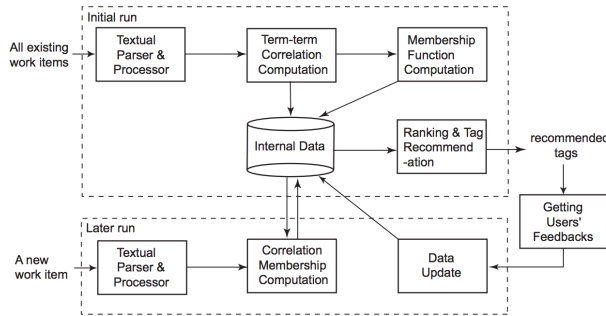 Initial run
All existing
work items
Textual
Parser &
Processor
Term-term
Correlation
Computation
Membership
Function
Computation
Internal Data
Ranking & Tag
Recommend
-ation
recommended
tags
Getting
Users'
Feedbacks
Later run
A new
work item
Textual
Parser &
Processor
Correlation
Membership
Computation
Data
Update